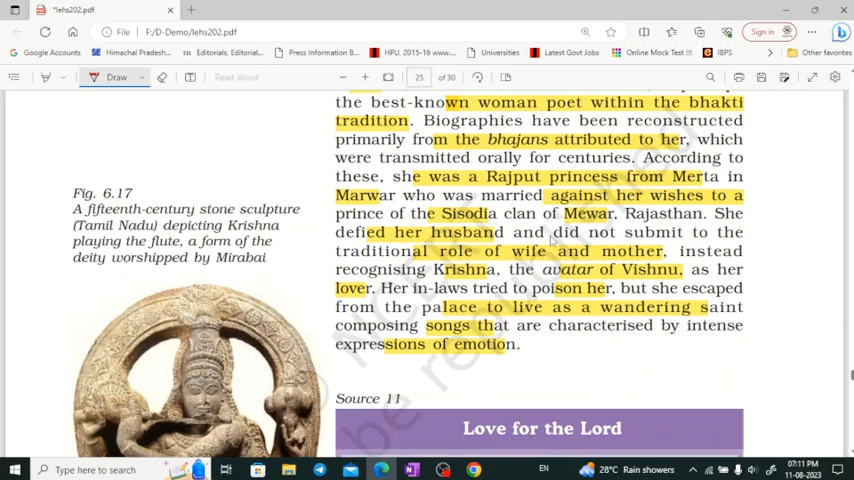 *lehs202.pdf
File
F:/D-Demo/lehs202.pdf
Sign in
Google Scholar
SIE
Himachal Pradesh...
Editorials, Editorial...
Press Information B...
HPU, 2015-16 www....
Universities
Latest Govt Jobs
Online Mock Test |...
IBPS
Other favorites
Draw
Read aloud
25
of 30
the best-known woman poet within the bhakti
tradition. Biographies have been reconstructed
primarily from the bhajans attributed to her, which
were transmitted orally for centuries. According to
these, she was a Rajput princess from Merta in
Marwar who was married against her wishes to a
prince of the Sisodia clan of Mewar, Rajasthan. She
defied her husband and did not submit to the
traditional role of wife and mother, instead
recognising Krishna, the avatar of Vishnu, as her
lover. Her in-laws tried to poison her, but she escaped
from the palace to live as a wandering saint
composing songs that are characterised by intense
expressions of emotion.
Fig. 6.17
A fifteenth-century stone sculpture
(Tamil Nadu) depicting Krishna
playing the flute, a form of the
deity worshipped by Mirabai
Source 11
Love for the Lord
Type here to search
EN
28°C Rain showers
07:11 PM
11-08-2023